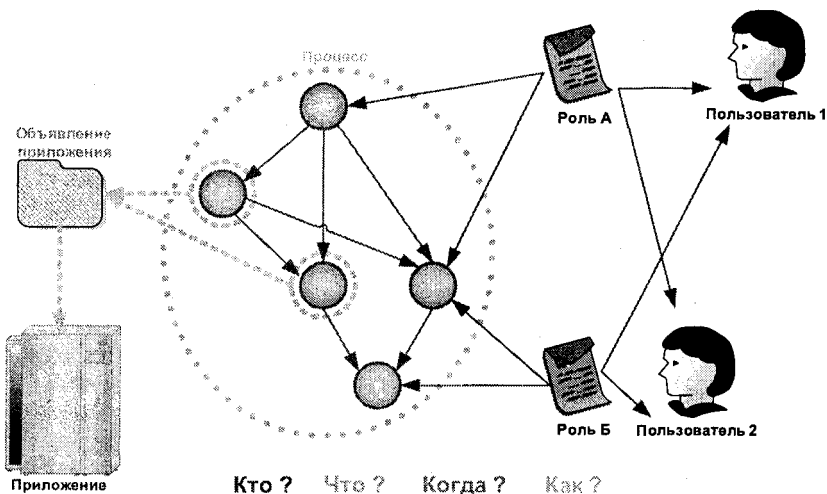 Процесс
Объявление
приложения
Роль А
Пользователь 1
Роль Б
Пользователь 2
Приложение
Кто ? Что ? Когда ? Как ?